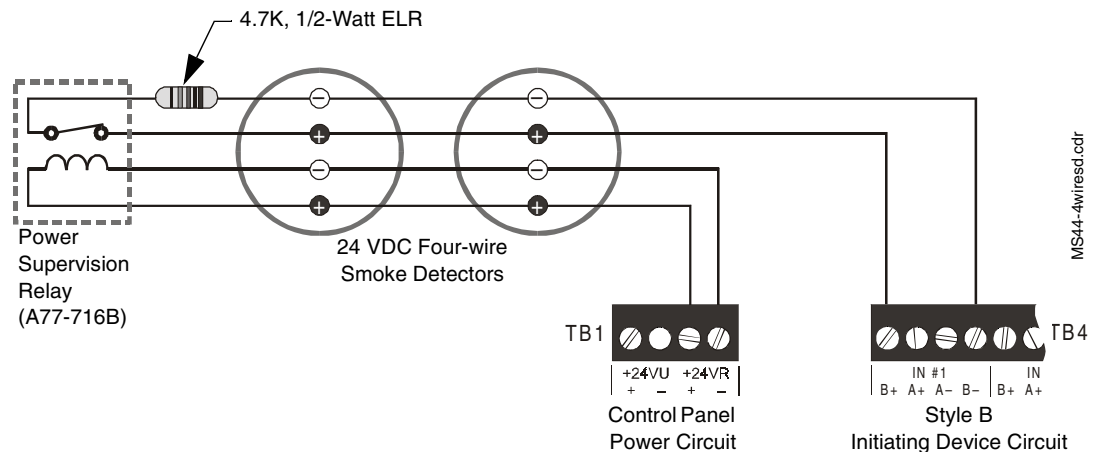 4.7K, 1/2-Watt ELR
− −
+ +
− −
+ +
Power
Supervision
Relay
(A77-716B)
24 VDC Four-wire
Smoke Detectors
MS44-4wiresd.cdr
TB1
+24VU +24VR
+ − + −
Control Panel
Power Circuit
TB4
IN #1 IN
B+ A+ A− B− B+ A+
Style B
Initiating Device Circuit